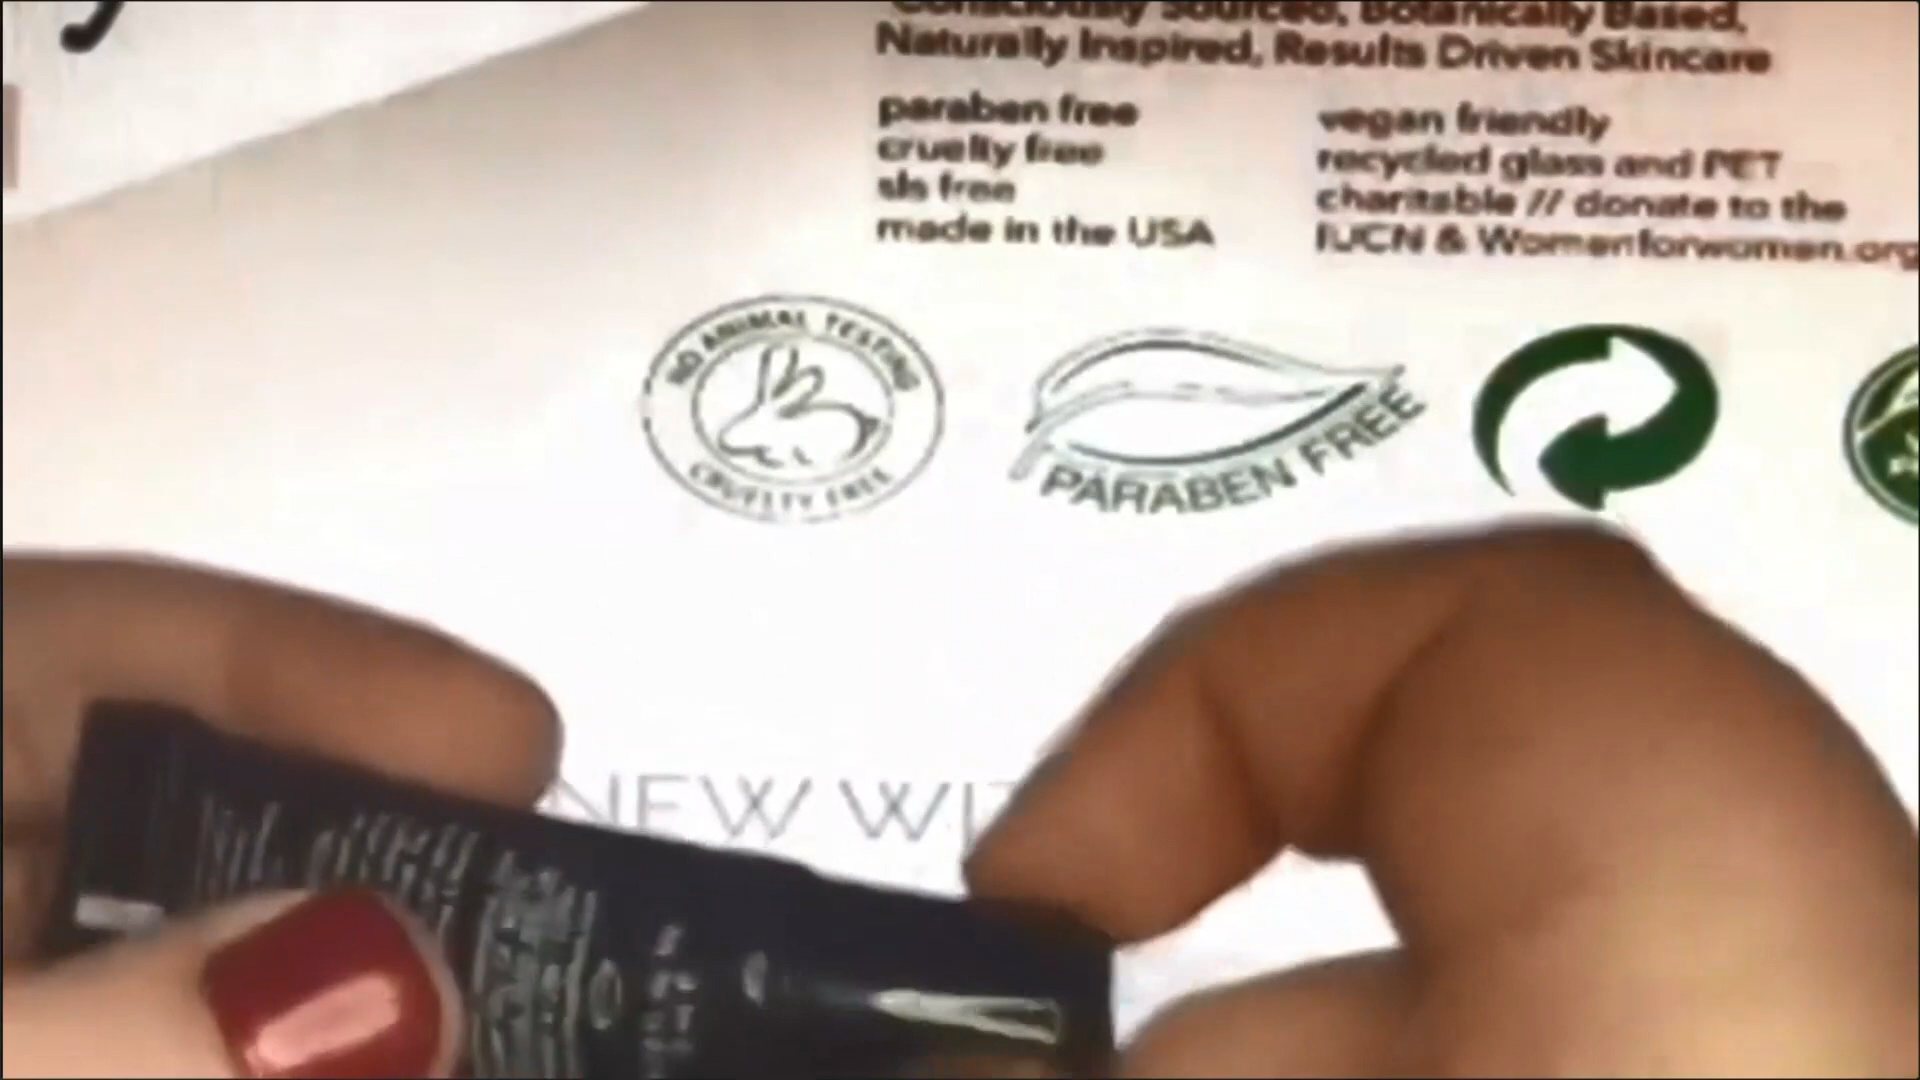 Consciously Sourced, Botanically Based,
Naturally Inspired, Results Driven Skincare
paraben free
cruelty free
sls free
made in the USA
vegan friendly
recycled glass and PET
charitable // donate to the
IUCN & Womenforwomen.org
NO ANIMAL TESTING
CRUELTY FREE
PARABEN FREE
NEW